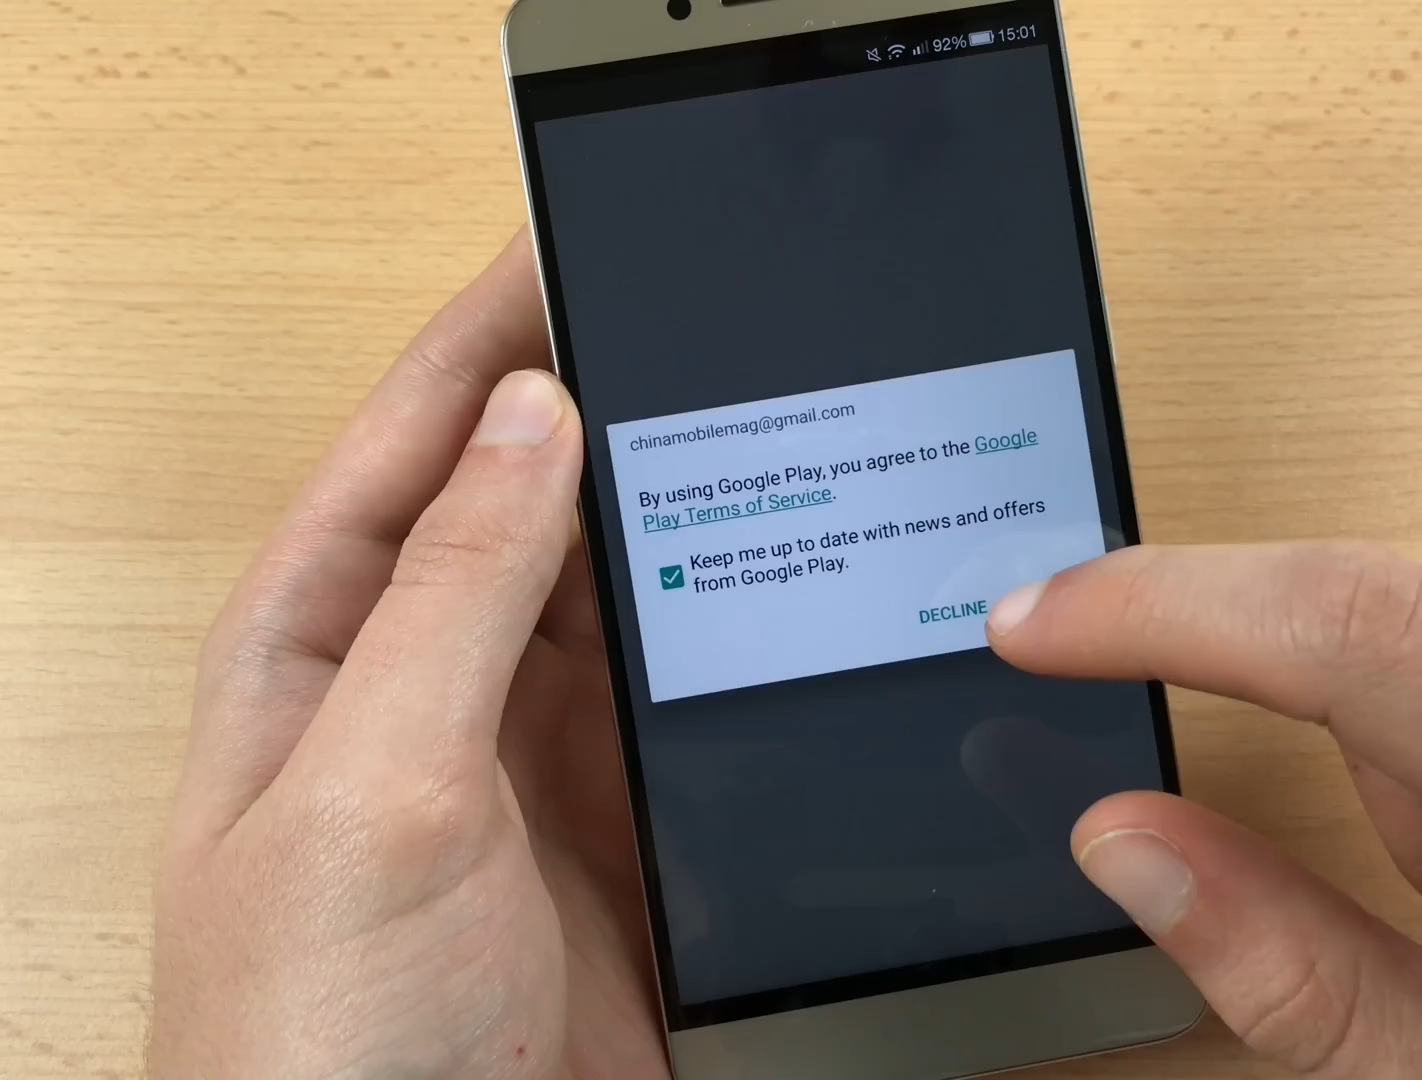 92% 15:01
chinamobilemag@gmail.com
By using Google Play, you agree to the Google
Play Terms of Service.
Keep me up to date with news and offers
from Google Play.
DECLINE